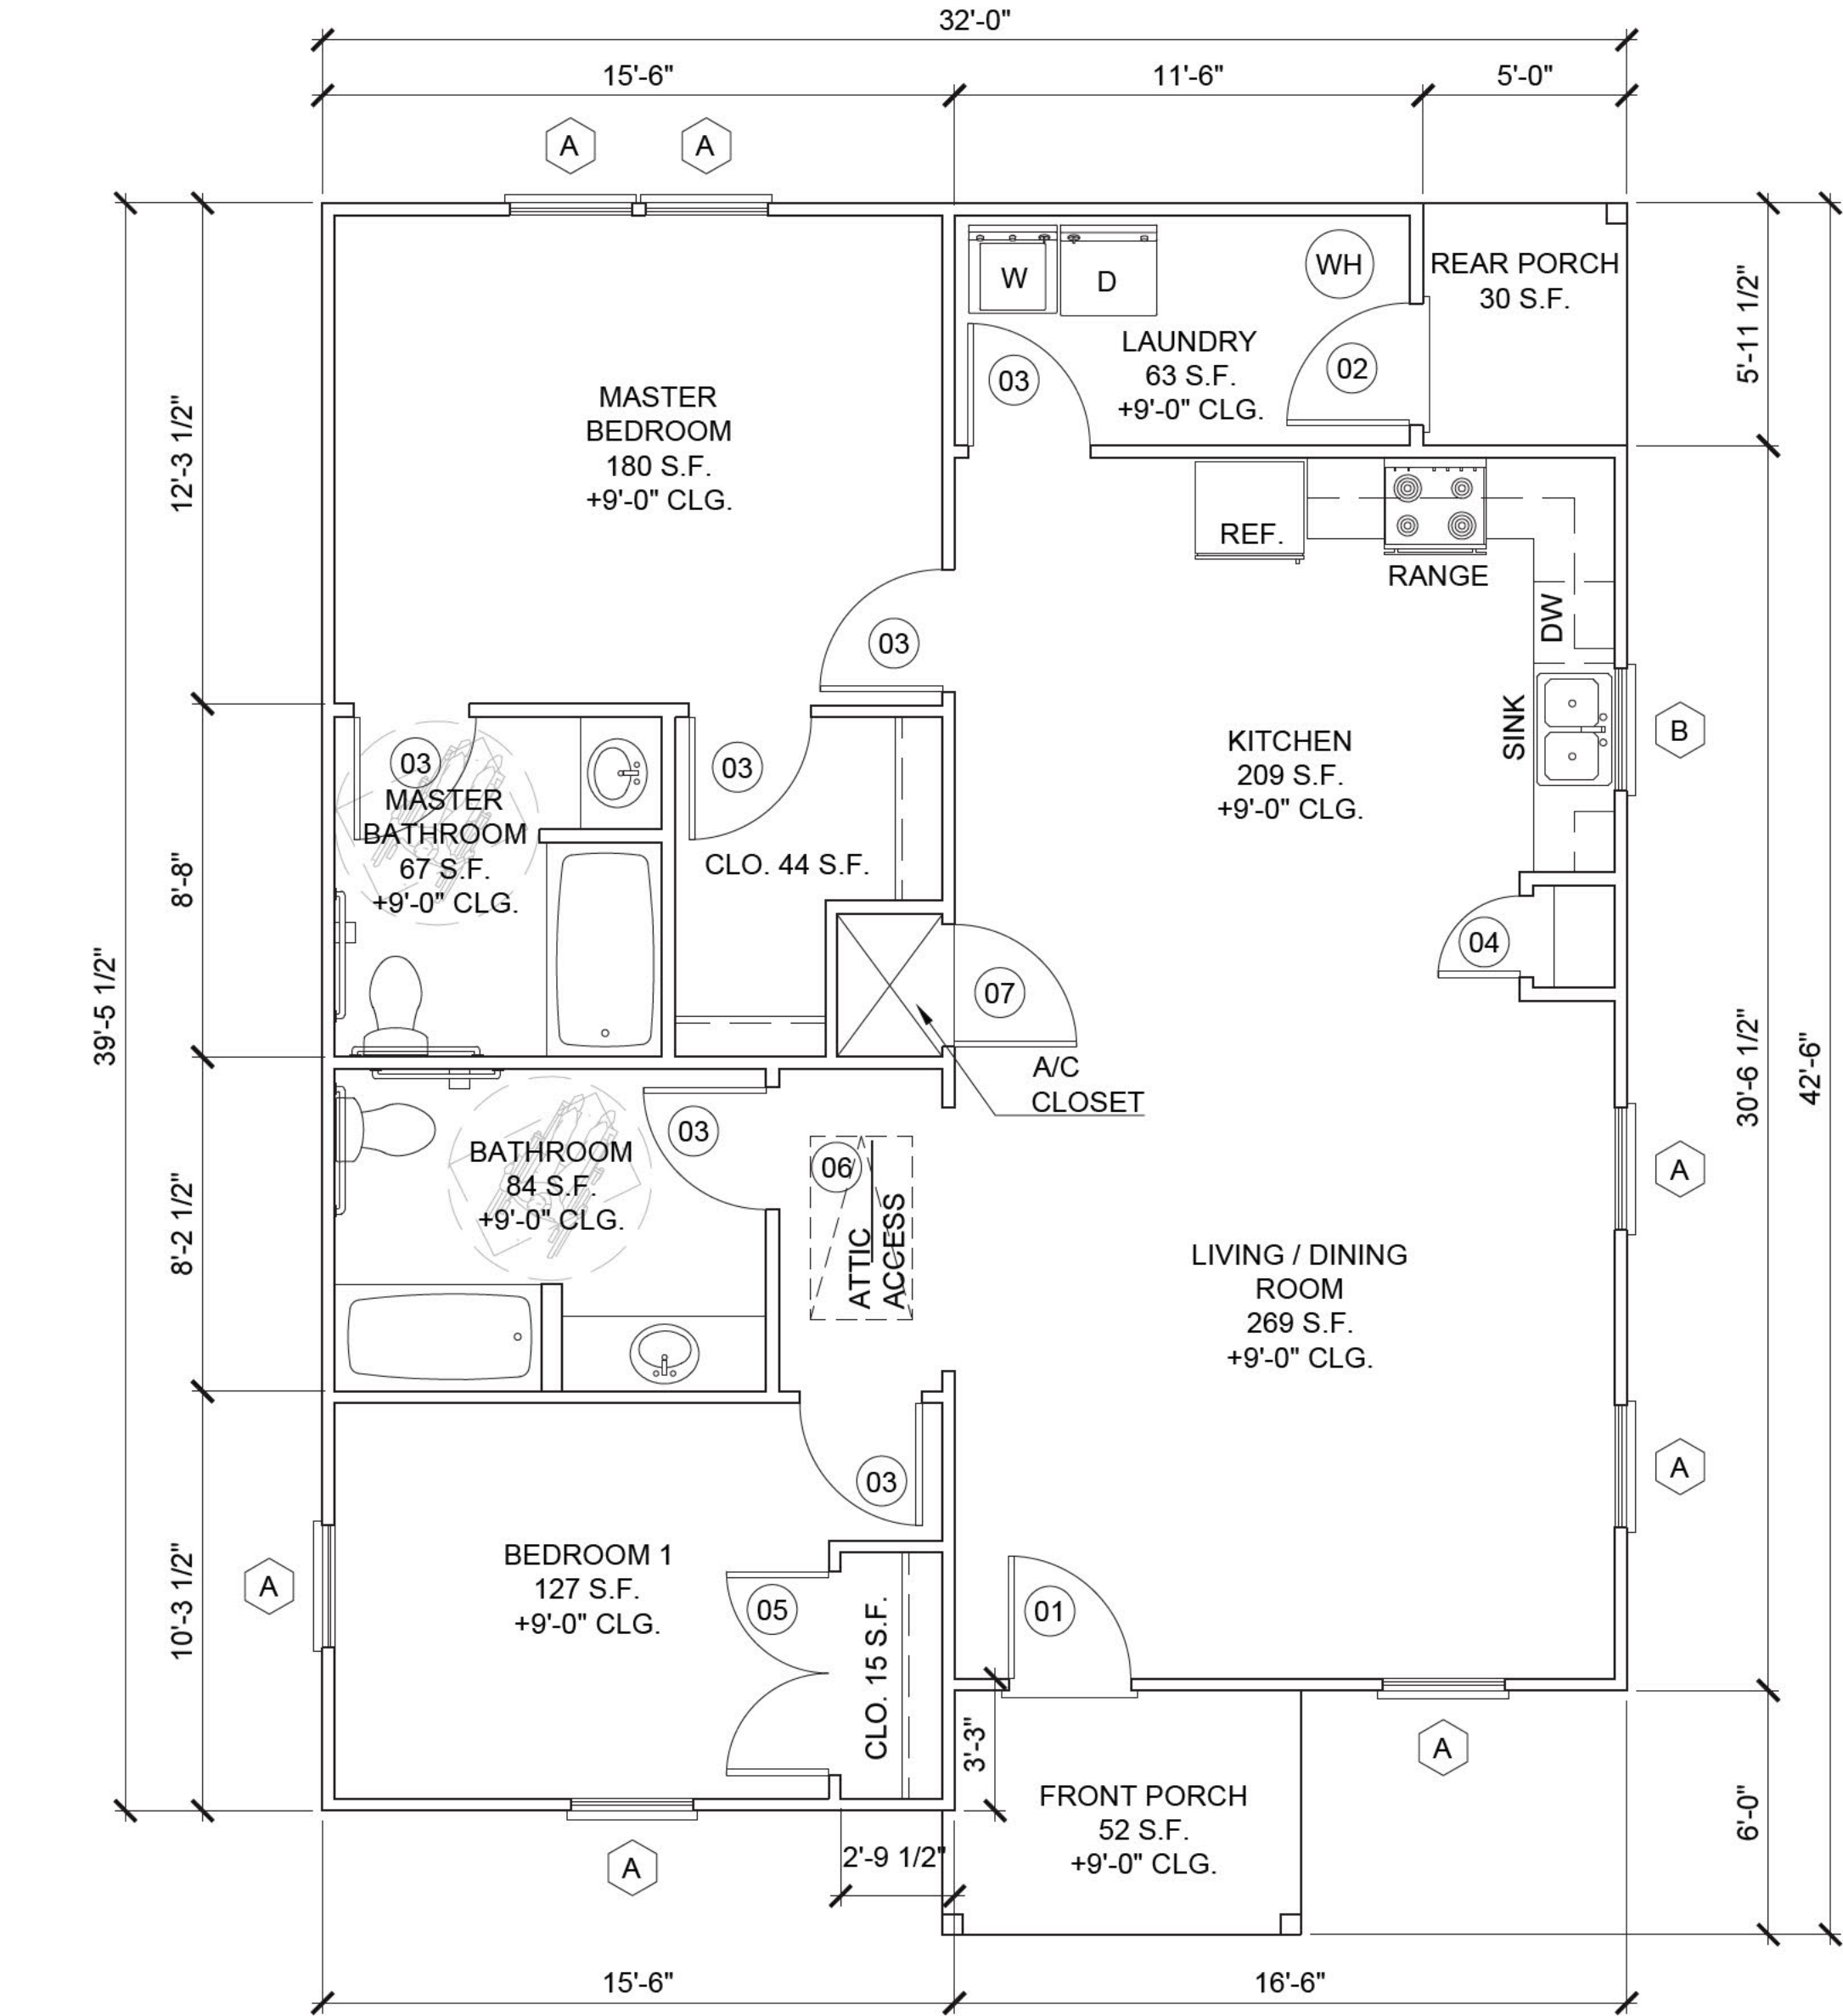 32'-0"
15'-6"
11'-6"
5'-0"
A
A
39'-5 1/2"
12'-3 1/2"
8'-8"
8'-2 1/2"
10'-3 1/2"
MASTER
BEDROOM
180 S.F.
+9'-0" CLG.
03
W
D
WH
LAUNDRY
63 S.F.
+9'-0" CLG.
03
02
REAR PORCH
30 S.F.
5'-11 1/2"
30'-6 1/2"
6'-0"
42'-6"
REF.
RANGE
DW
SINK
B
KITCHEN
209 S.F.
+9'-0" CLG.
03
MASTER
BATHROOM
67 S.F.
+9'-0" CLG.
03
CLO. 44 S.F.
04
07
A/C
CLOSET
03
BATHROOM
84 S.F.
+9'-0" CLG.
06
ATTIC
ACCESS
A
LIVING / DINING
ROOM
269 S.F.
+9'-0" CLG.
A
03
A
BEDROOM 1
127 S.F.
+9'-0" CLG.
05
CLO. 15 S.F.
01
3'-3"
A
FRONT PORCH
52 S.F.
+9'-0" CLG.
2'-9 1/2"
A
15'-6"
16'-6"